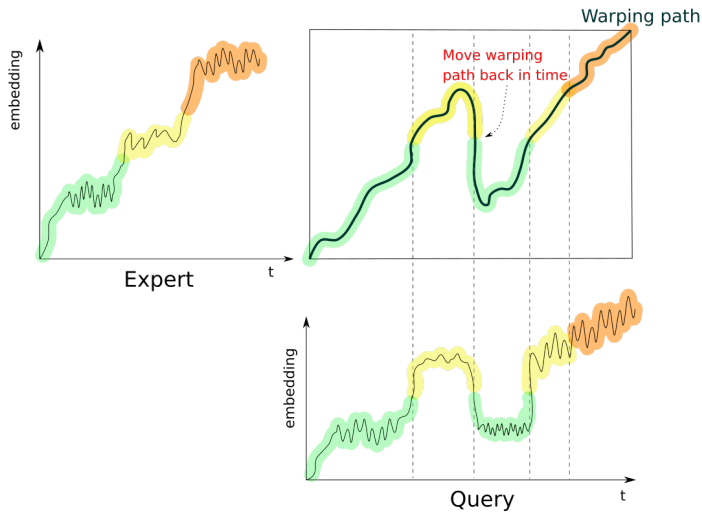 Warping path
embedding
Move warping
path back in time
t
Expert
embedding
t
Query